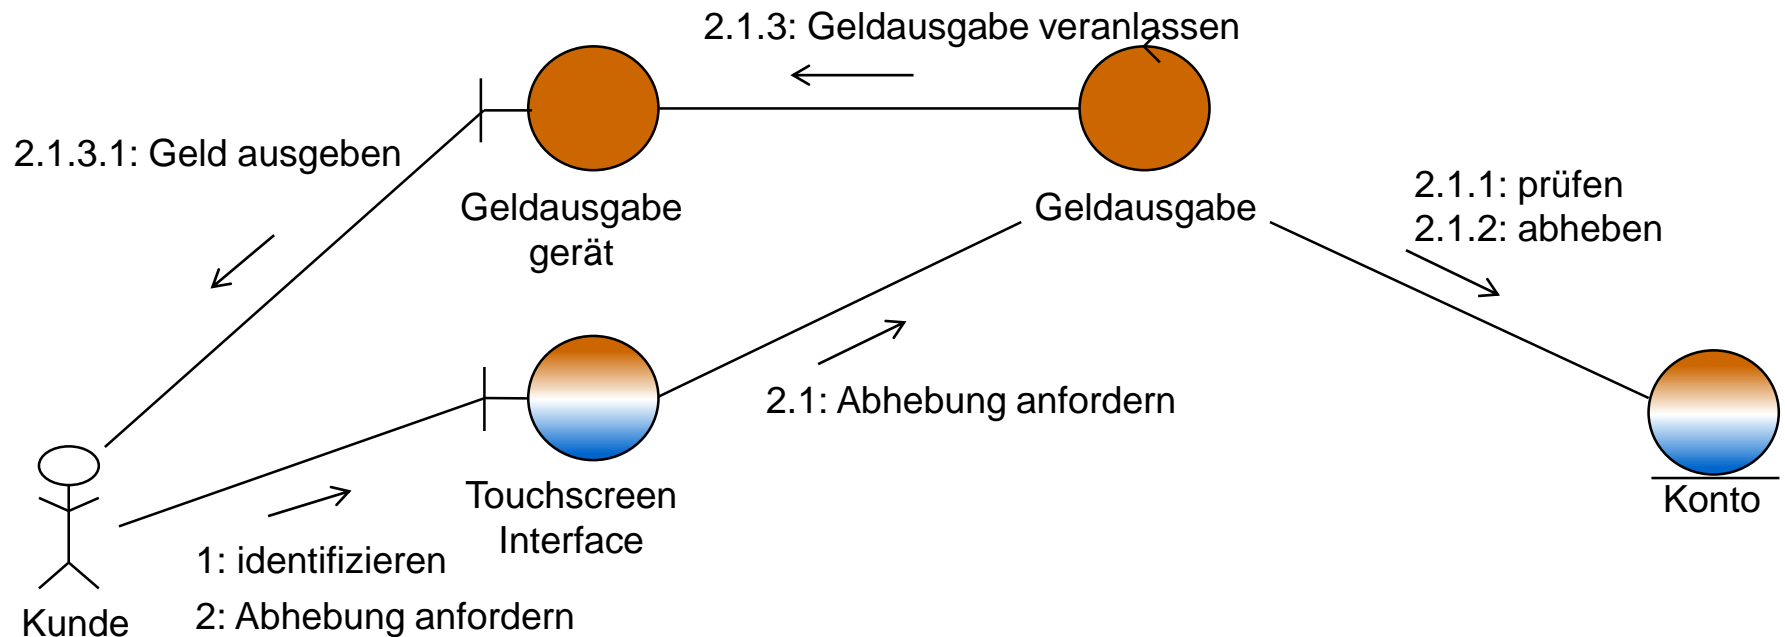 2.1.3: Geldausgabe veranlassen
2.1.3.1: Geld ausgeben
Geldausgabe
gerät
Geldausgabe
2.1.1: prüfen
2.1.2: abheben
2.1: Abhebung anfordern
Touchscreen
Interface
Konto
1: identifizieren
2: Abhebung anfordern
Kunde